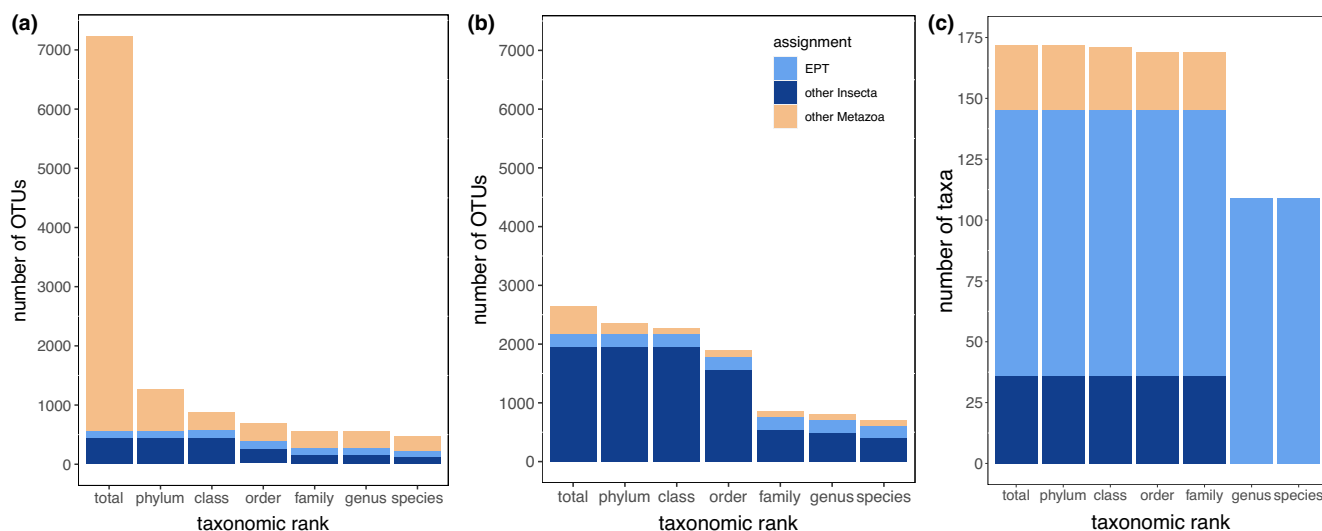 (a)
number of OTUs
7000
6000
5000
4000
3000
2000
1000
0
total phylum class order family genus species
taxonomic rank
(b)
number of OTUs
7000
6000
5000
4000
3000
2000
1000
0
assignment
EPT
other Insecta
other Metazoa
total phylum class order family genus species
taxonomic rank
(c)
number of taxa
175
150
125
100
75
50
25
0
total phylum class order family genus species
taxonomic rank